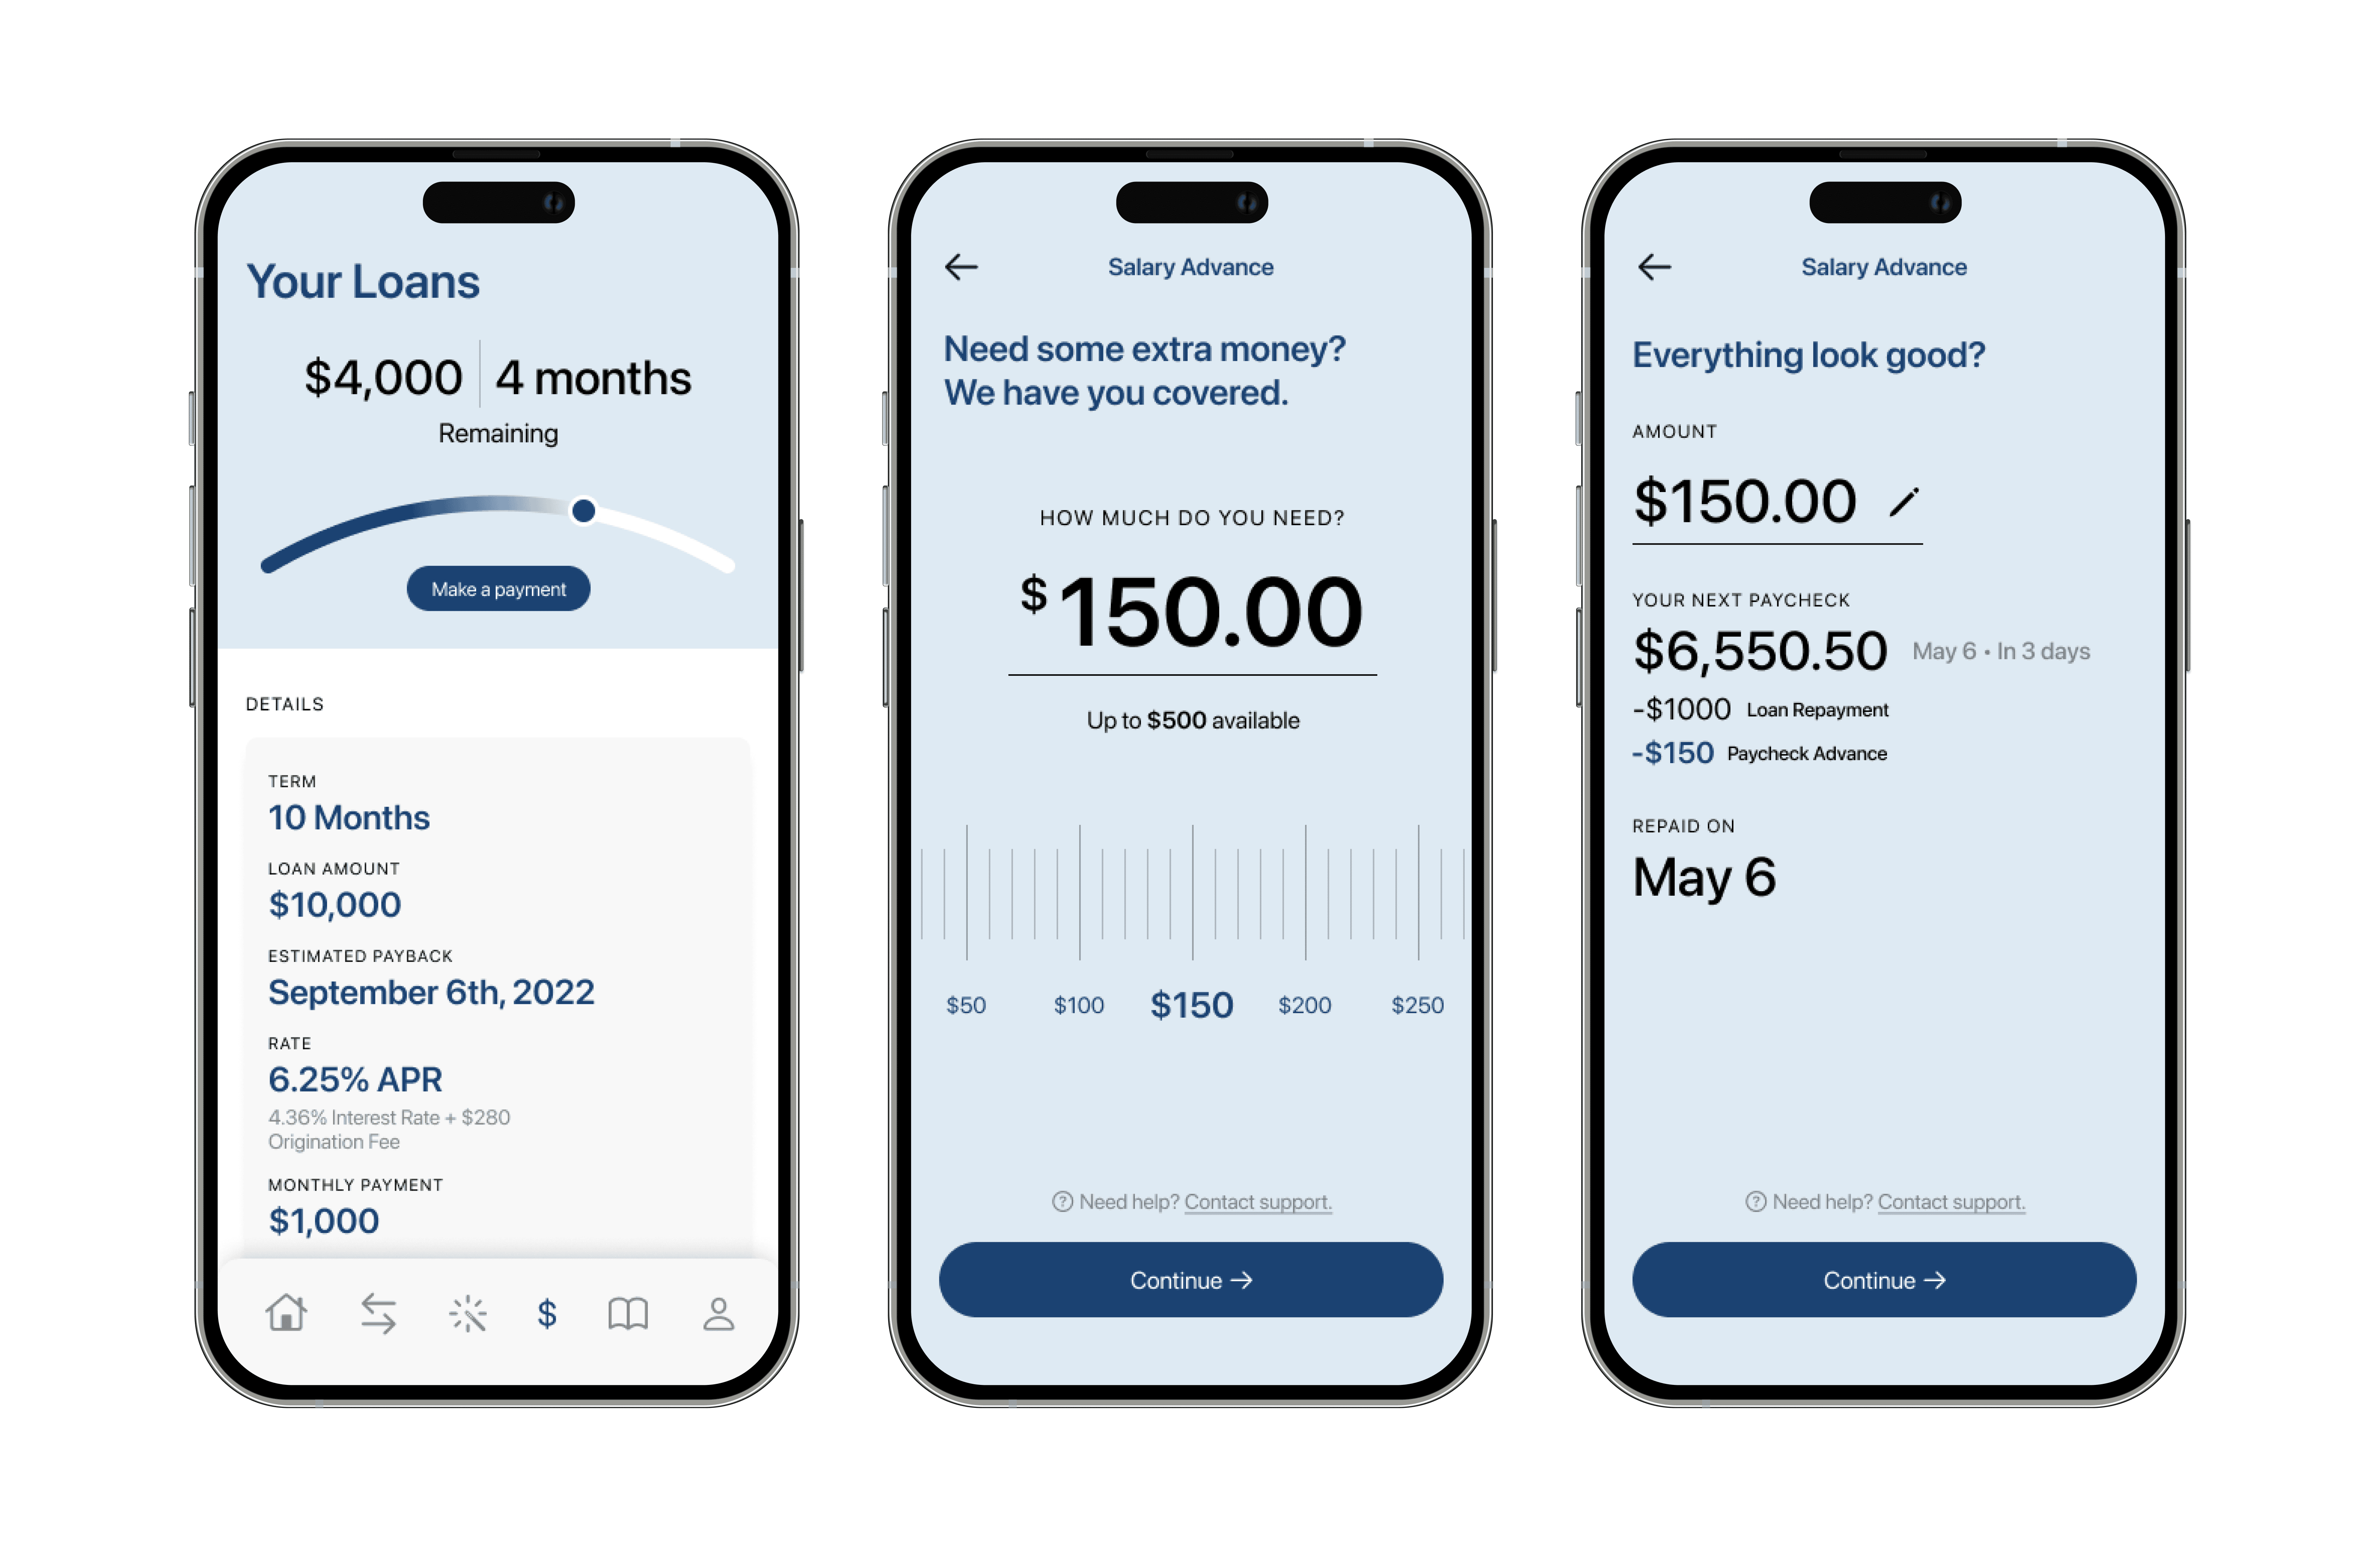 Your Loans
$4,000 4 months
Remaining
Make a payment
DETAILS
TERM
10 Months
LOAN AMOUNT
$10,000
ESTIMATED PAYBACK
September 6th, 2022
RATE
6.25% APR
4.36% Interest Rate + $280
Origination Fee
MONTHLY PAYMENT
$1,000
$
Salary Advance
Need some extra money?
We have you covered.
HOW MUCH DO YOU NEED?
$150.00
Up to $500 available
$50 $100 $150 $200 $250
? Need help? Contact support.
Continue →
Salary Advance
Everything look good?
AMOUNT
$150.00
YOUR NEXT PAYCHECK
$6,550.50 May 6 • In 3 days
-$1000 Loan Repayment
-$150 Paycheck Advance
REPAID ON
May 6
? Need help? Contact support.
Continue →